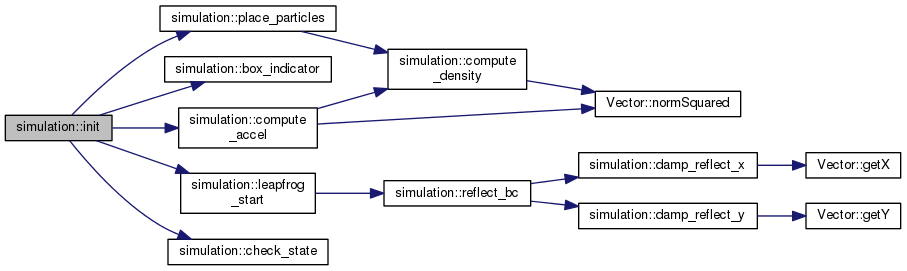 simulation::init
simulation::place_particles
simulation::box_indicator
simulation::compute
_accel
simulation::leapfrog
_start
simulation::check_state
simulation::compute
_density
simulation::reflect_bc
Vector::normSquared
simulation::damp_reflect_x
simulation::damp_reflect_y
Vector::getX
Vector::getY